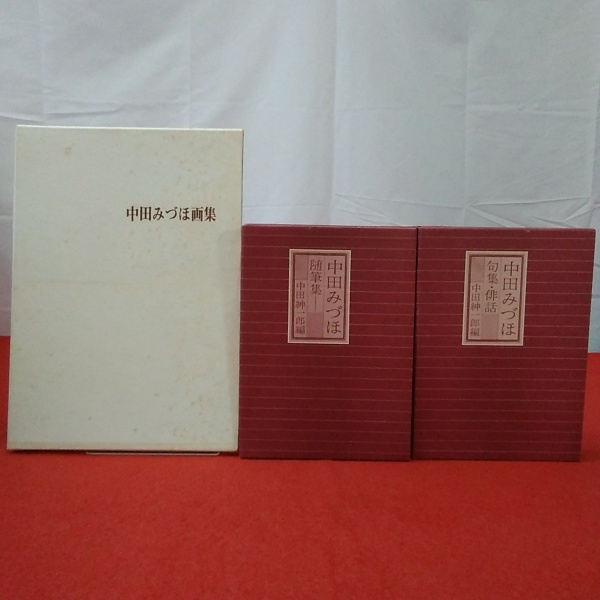 中田みづほ画集
中田みづほ
随筆集
中田紳一郎編
中田みづほ
句集・俳話
中田紳一郎編